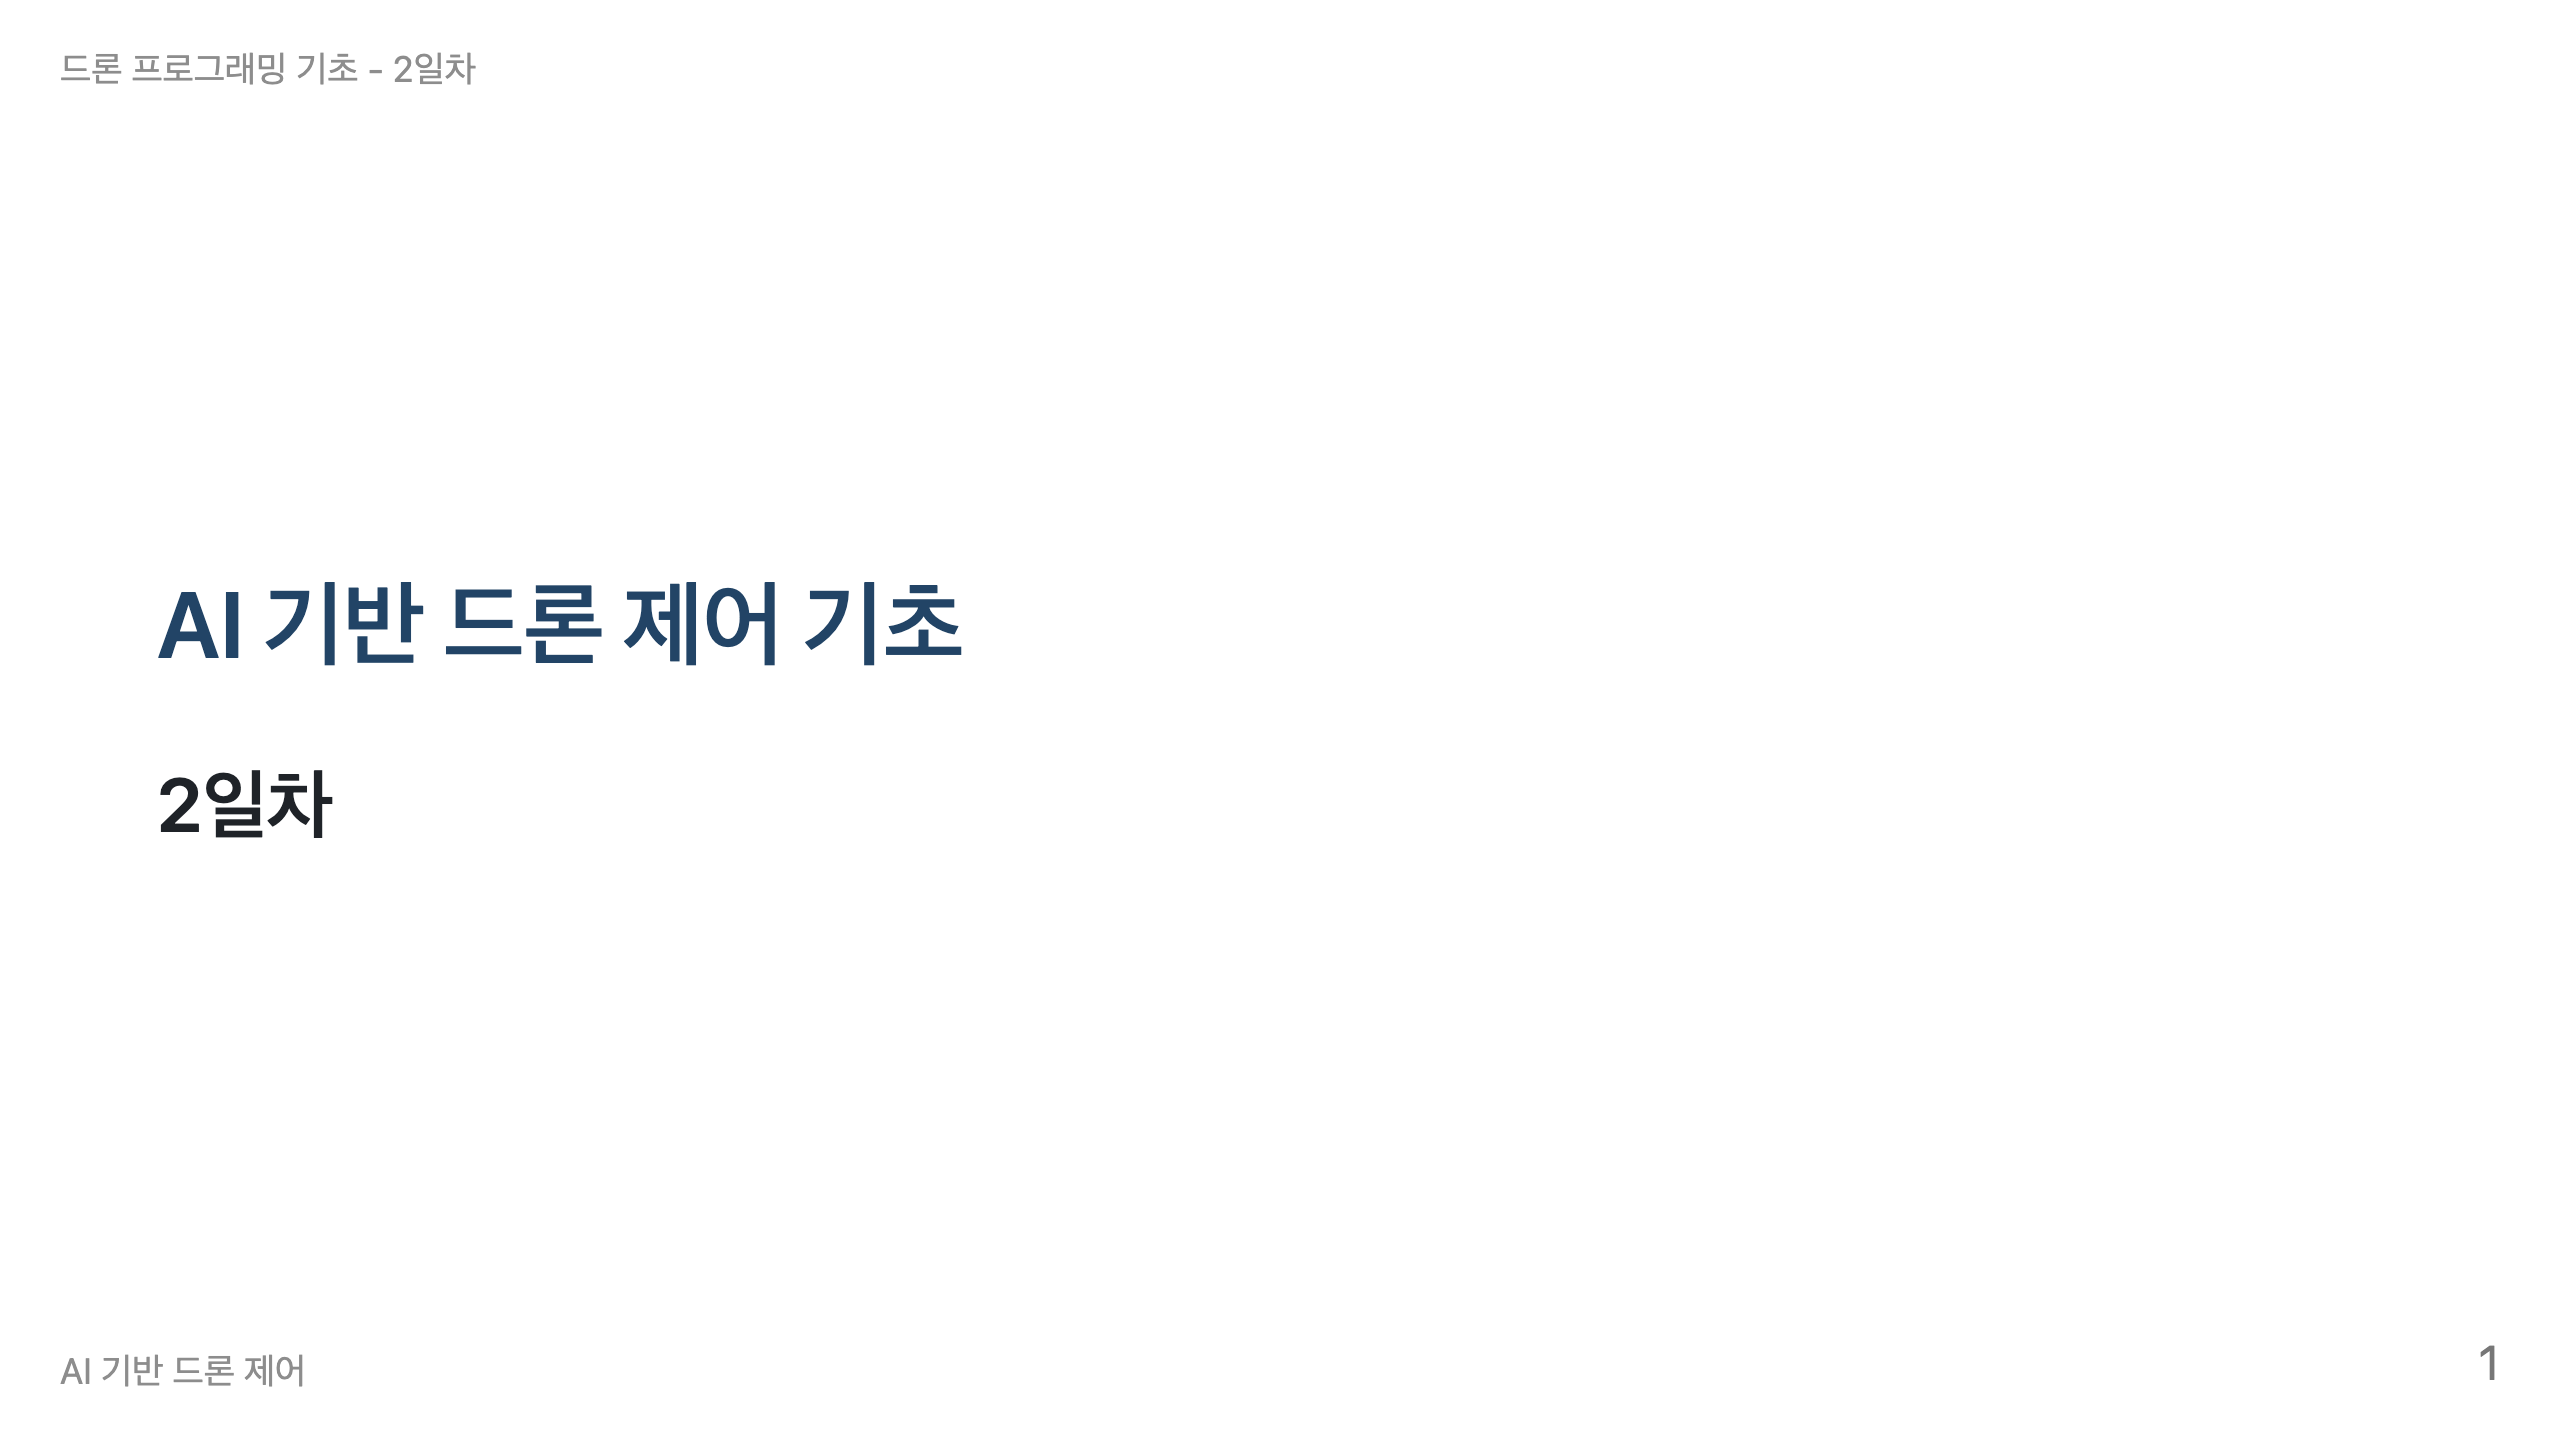 드론 프로그래밍 기초 - 2일차
AI 기반 드론 제어 기초
2일차
AI 기반 드론 제어
1